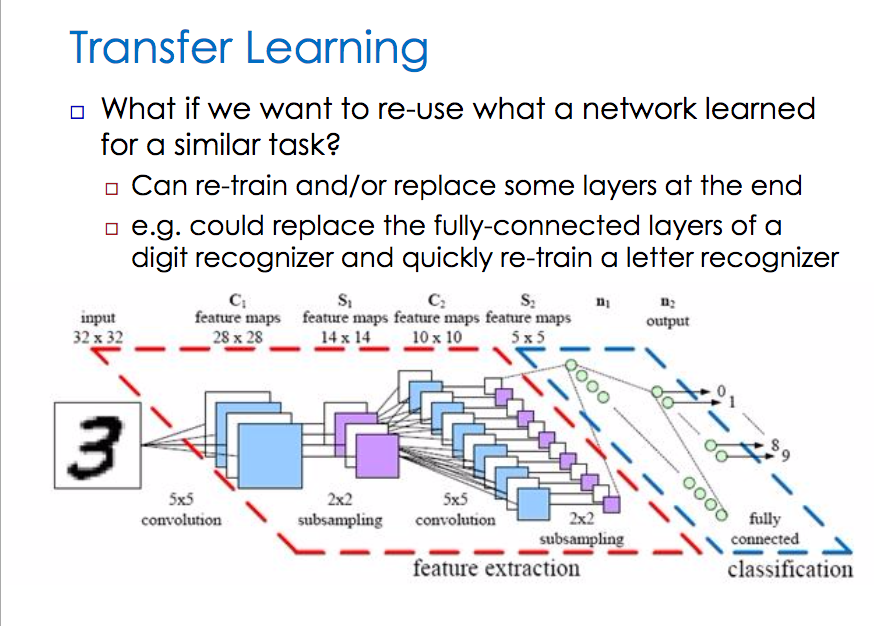 Transfer Learning
What if we want to re-use what a network learned
for a similar task?
Can re-train and/or replace some layers at the end
e.g. could replace the fully-connected layers of a
digit recognizer and quickly re-train a letter recognizer
input
32 x 32
C₁
feature maps
28 x 28
S₁
feature maps
14 x 14
C₂
feature maps
10 x 10
S₂
feature maps
5 x 5
n₁
n₂
output
3
0
1
8
9
5x5
convolution
2x2
subsampling
5x5
convolution
2x2
subsampling
fully
connected
feature extraction
classification